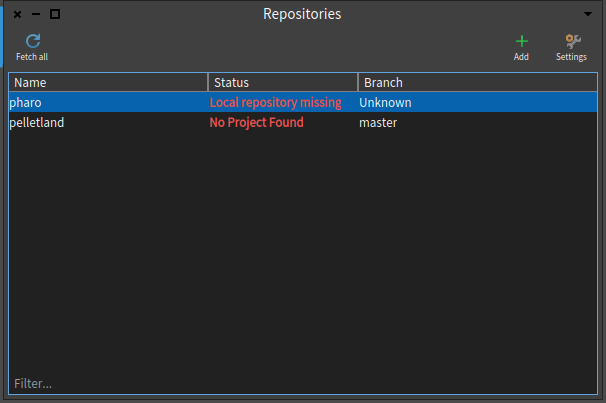 Repositories
Fetch all Add Settings
Name Status Branch
pharo Local repository missing Unknown
pelletland No Project Found master
Filter...